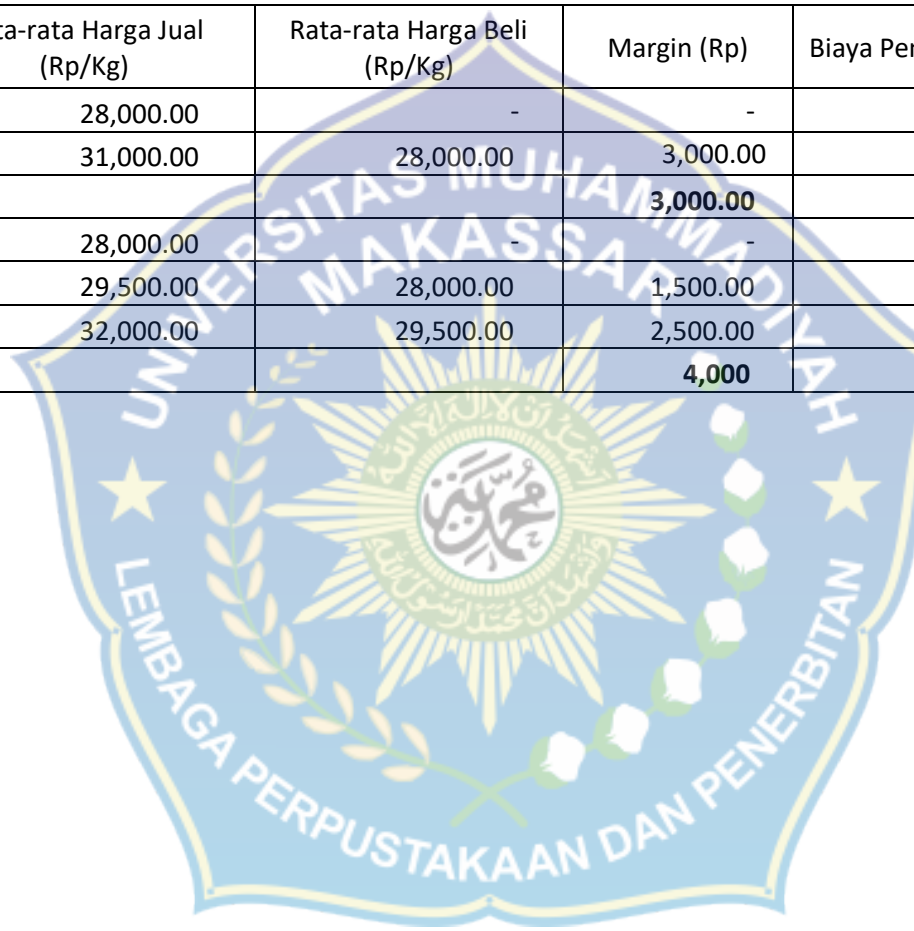 ta-rata Harga Jual (Rp/Kg) Rata-rata Harga Beli (Rp/Kg) Margin (Rp) Biaya Per
28,000.00 - -
31,000.00 28,000.00 3,000.00
3,000.00
28,000.00 - -
29,500.00 28,000.00 1,500.00
32,000.00 29,500.00 2,500.00
4,000
UNIVERSITAS MUHAMMADIYAH
MAKASSAR
محمد
LEMBAGA PERPUSTAKAAN DAN PENERBITAN